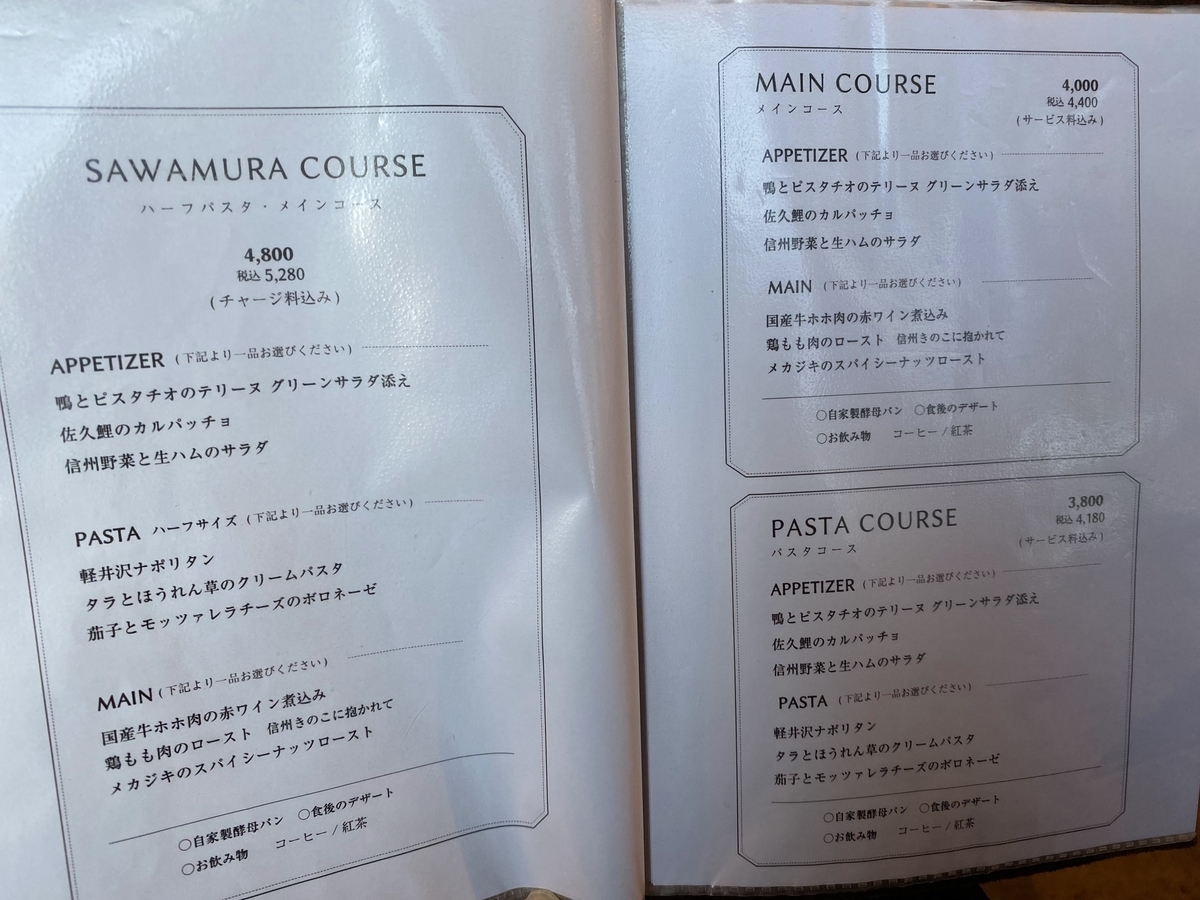 SAWAMURA COURSE
ハーフパスタ・メインコース
4,800
税込 5,280
(チャージ料込み)
APPETIZER (下記より一品お選びください)
鴨とピスタチオのテリーヌ グリーンサラダ添え
佐久鯉のカルパッチョ
信州野菜と生ハムのサラダ
PASTA ハーフサイズ (下記より一品お選びください)
軽井沢ナポリタン
タラとほうれん草のクリームパスタ
茄子とモッツァレラチーズのボロネーゼ
MAIN (下記より一品お選びください)
国産牛ホホ肉の赤ワイン煮込み
鶏もも肉のロースト 信州きのこに抱かれて
メカジキのスパイシーナッツロースト
○自家製酵母パン ○食後のデザート
○お飲み物 コーヒー / 紅茶
MAIN COURSE
メインコース
4,000
税込 4,400
(サービス料込み)
APPETIZER (下記より一品お選びください)
鴨とピスタチオのテリーヌ グリーンサラダ添え
佐久鯉のカルパッチョ
信州野菜と生ハムのサラダ
MAIN (下記より一品お選びください)
国産牛ホホ肉の赤ワイン煮込み
鶏もも肉のロースト 信州きのこに抱かれて
メカジキのスパイシーナッツロースト
○自家製酵母パン ○食後のデザート
○お飲み物 コーヒー / 紅茶
PASTA COURSE
パスタコース
3,800
税込 4,180
(サービス料込み)
APPETIZER (下記より一品お選びください)
鴨とピスタチオのテリーヌ グリーンサラダ添え
佐久鯉のカルパッチョ
信州野菜と生ハムのサラダ
PASTA (下記より一品お選びください)
軽井沢ナポリタン
タラとほうれん草のクリームパスタ
茄子とモッツァレラチーズのボロネーゼ
○自家製酵母パン ○食後のデザート
○お飲み物 コーヒー / 紅茶